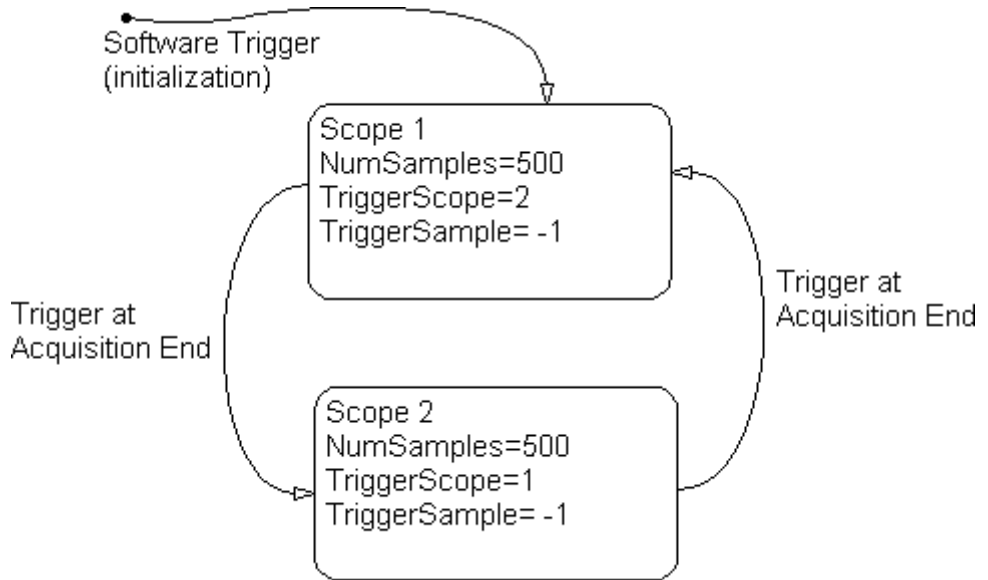 Software Trigger
(initialization)
Scope 1
NumSamples=500
TriggerScope=2
TriggerSample= -1
Trigger at
Acquisition End
Trigger at
Acquisition End
Scope 2
NumSamples=500
TriggerScope=1
TriggerSample= -1